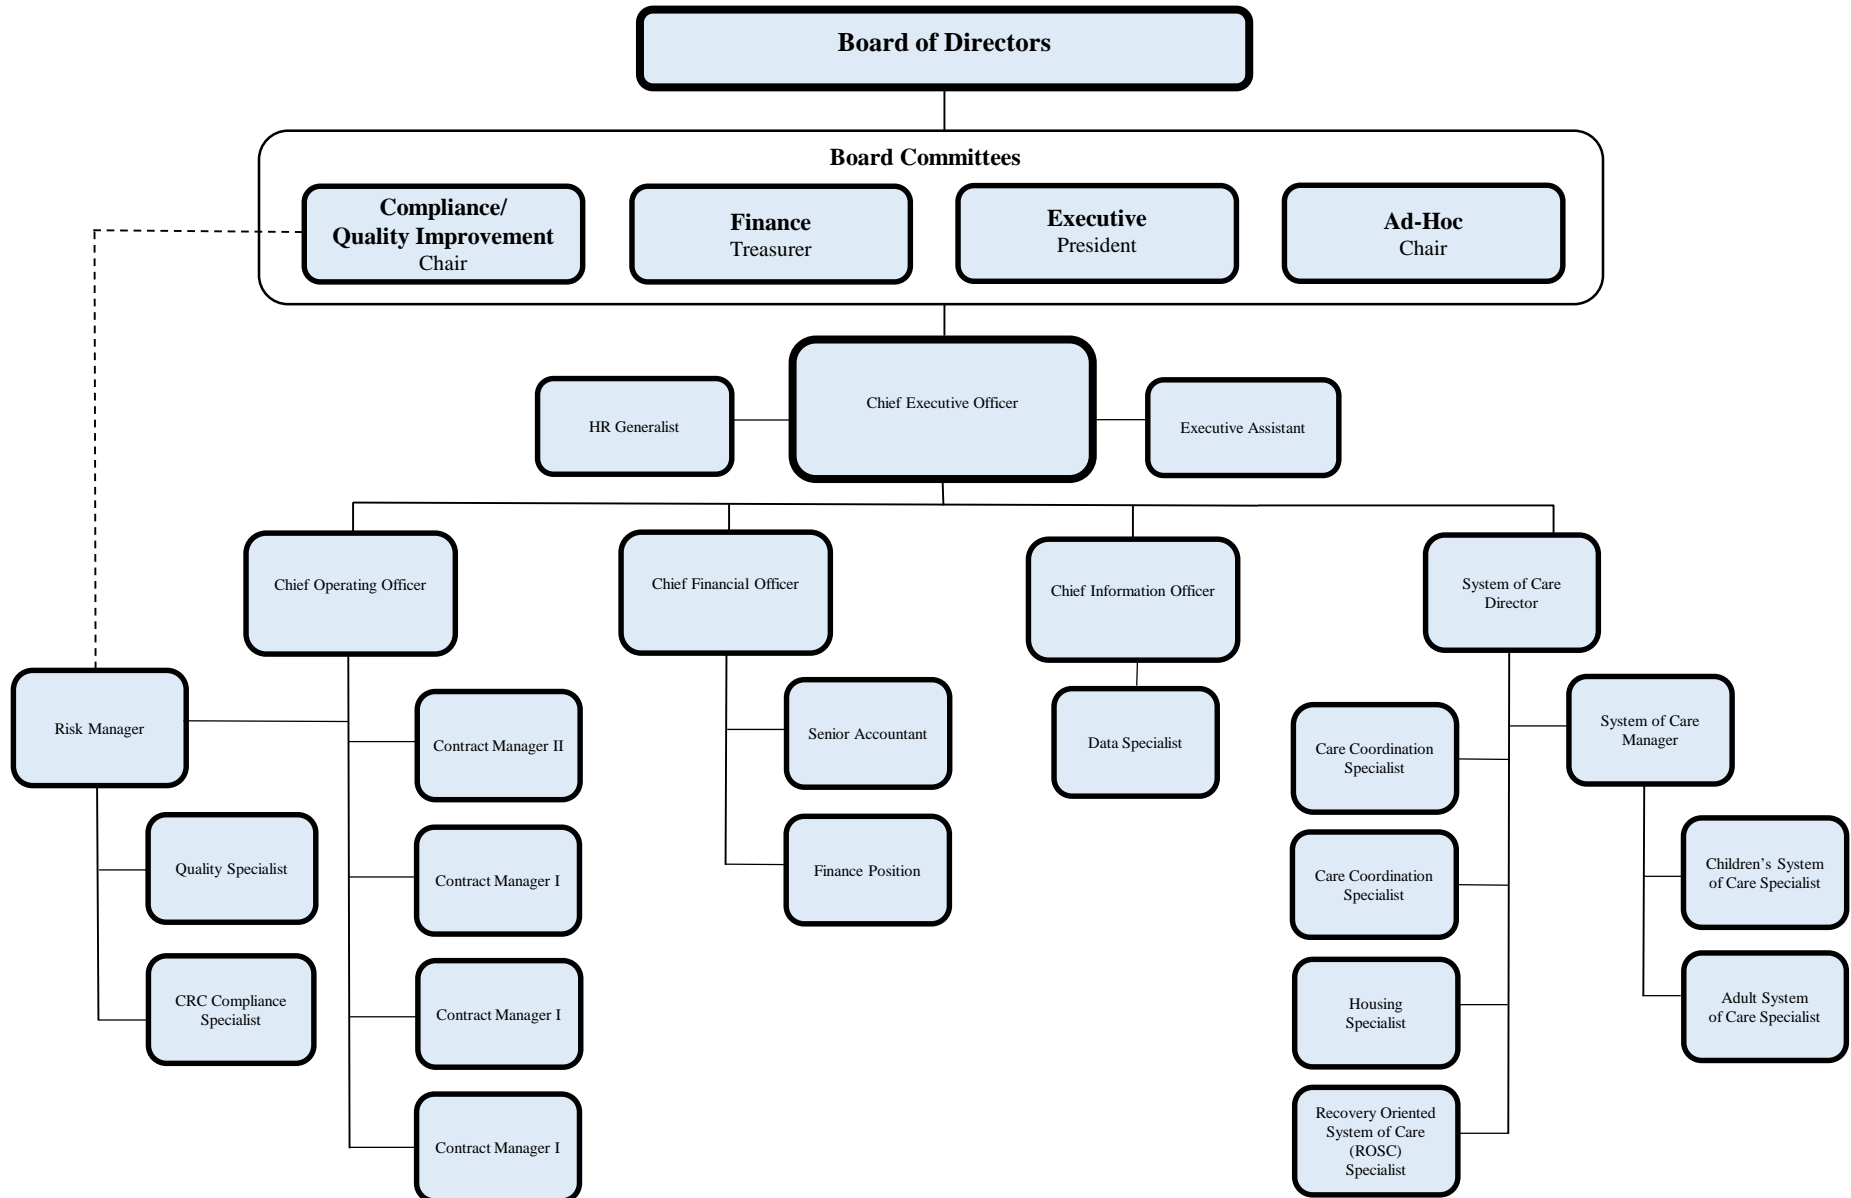 Board of Directors
Board Committees
Compliance/
Quality Improvement
Chair
Finance
Treasurer
Executive
President
Ad-Hoc
Chair
Chief Executive Officer
HR Generalist
Executive Assistant
Chief Operating Officer
Chief Financial Officer
Chief Information Officer
System of Care
Director
Risk Manager
Contract Manager II
Senior Accountant
Data Specialist
Care Coordination
Specialist
System of Care
Manager
Quality Specialist
Contract Manager I
Finance Position
Care Coordination
Specialist
Children’s System
of Care Specialist
CRC Compliance
Specialist
Contract Manager I
Housing
Specialist
Adult System
of Care Specialist
Contract Manager I
Recovery Oriented
System of Care
(ROSC)
Specialist